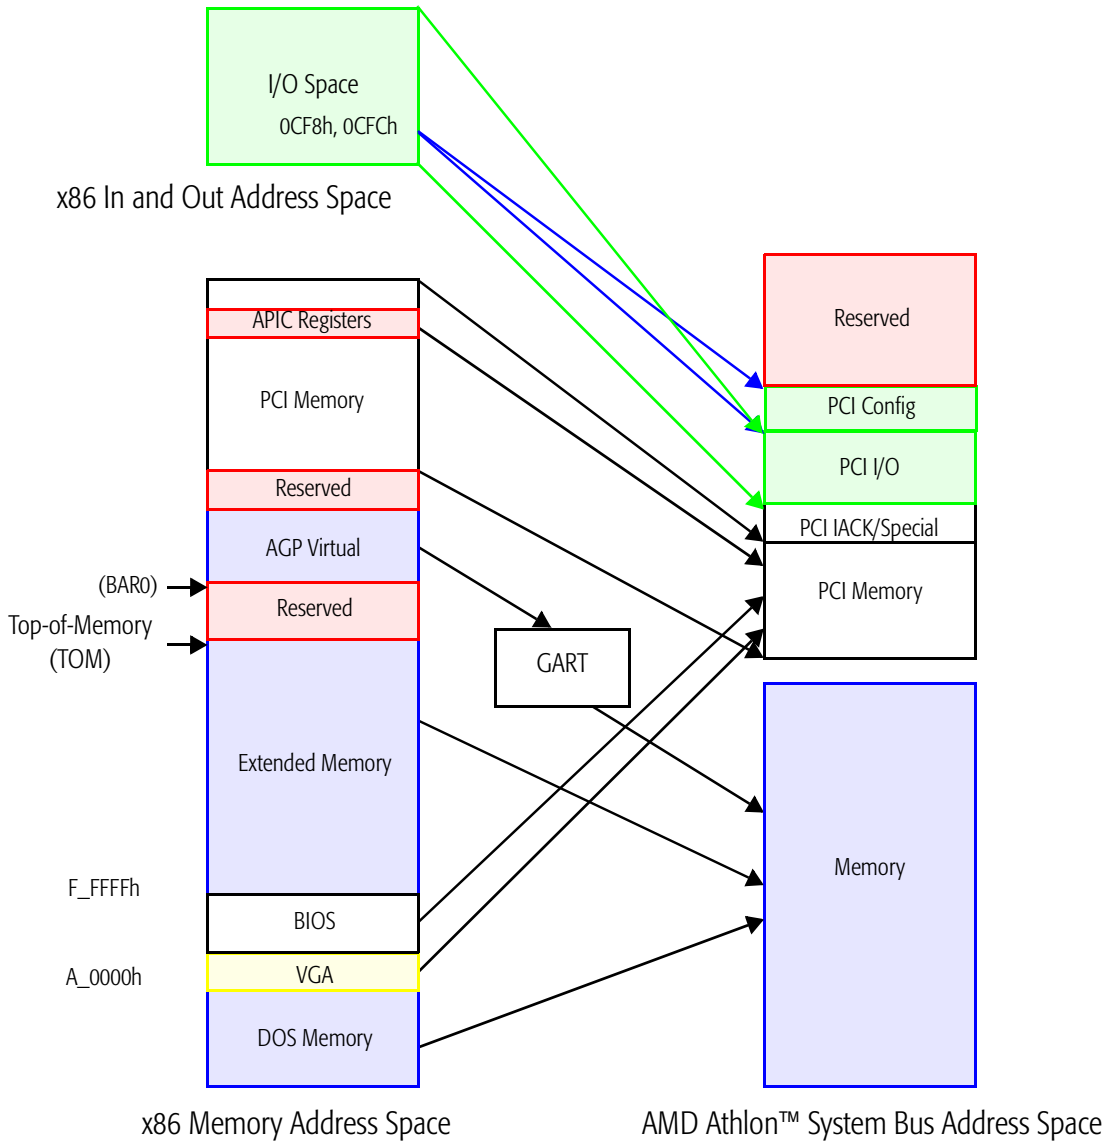 I/O Space
0CF8h, 0CFCh
x86 In and Out Address Space
APIC Registers
PCI Memory
Reserved
AGP Virtual
(BAR0)
Reserved
Top-of-Memory
(TOM)
Extended Memory
F_FFFFh
BIOS
A_0000h
VGA
DOS Memory
x86 Memory Address Space
GART
Reserved
PCI Config
PCI I/O
PCI IACK/Special
PCI Memory
Memory
AMD Athlon™ System Bus Address Space